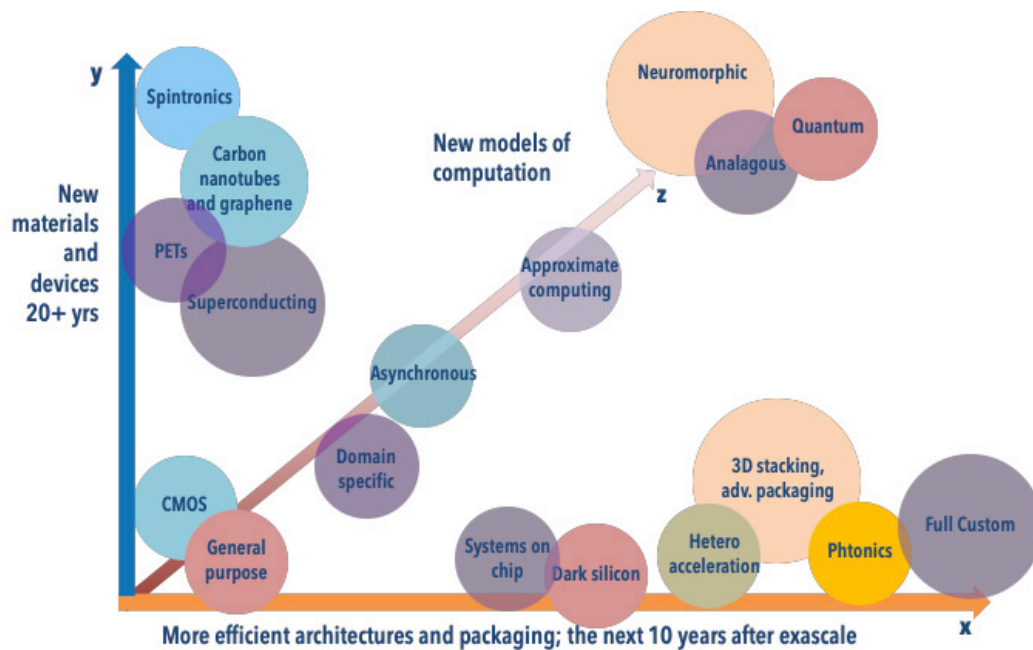 y
Spintronics
Carbon
nanotubes
and graphene
New
materials
and
devices
20+ yrs
PETs
Superconducting
New models of
computation
Neuromorphic
Analagous
Quantum
z
Approximate
computing
Asynchronous
Domain
specific
CMOS
General
purpose
Systems on
chip
Dark silicon
3D stacking,
adv. packaging
Hetero
acceleration
Phtonics
Full Custom
x
More efficient architectures and packaging; the next 10 years after exascale